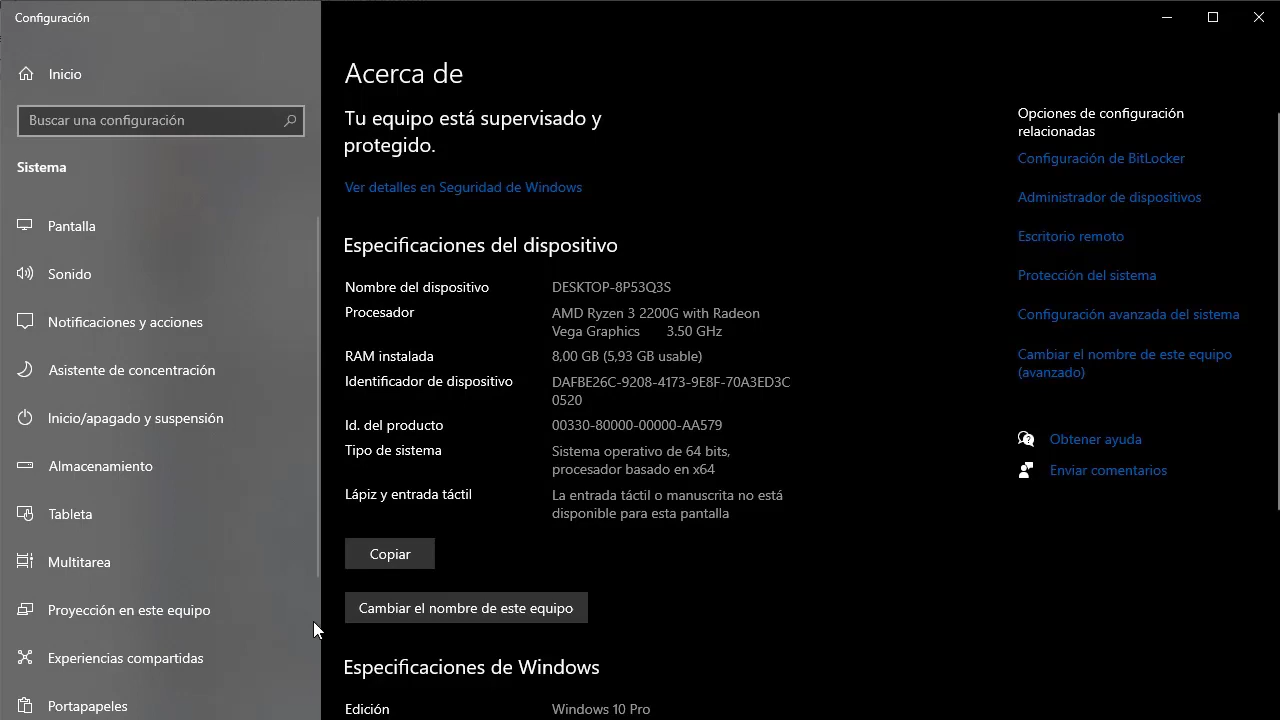 Configuración
Inicio
Buscar una configuración
Sistema
Pantalla
Sonido
Notificaciones y acciones
Asistente de concentración
Inicio/apagado y suspensión
Almacenamiento
Tableta
Multitarea
Proyección en este equipo
Experiencias compartidas
Portapapeles
Acerca de
Tu equipo está supervisado y
protegido.
Ver detalles en Seguridad de Windows
Especificaciones del dispositivo
Nombre del dispositivo DESKTOP-8P53Q3S
Procesador AMD Ryzen 3 2200G with Radeon
Vega Graphics 3.50 GHz
RAM instalada 8,00 GB (5,93 GB usable)
Identificador de dispositivo DAFBE26C-9208-4173-9E8F-70A3ED3C
0520
Id. del producto 00330-80000-00000-AA579
Tipo de sistema Sistema operativo de 64 bits,
procesador basado en x64
Lápiz y entrada táctil La entrada táctil o manuscrita no está
disponible para esta pantalla
Copiar
Cambiar el nombre de este equipo
Especificaciones de Windows
Edición Windows 10 Pro
Opciones de configuración
relacionadas
Configuración de BitLocker
Administrador de dispositivos
Escritorio remoto
Protección del sistema
Configuración avanzada del sistema
Cambiar el nombre de este equipo
(avanzado)
Obtener ayuda
Enviar comentarios